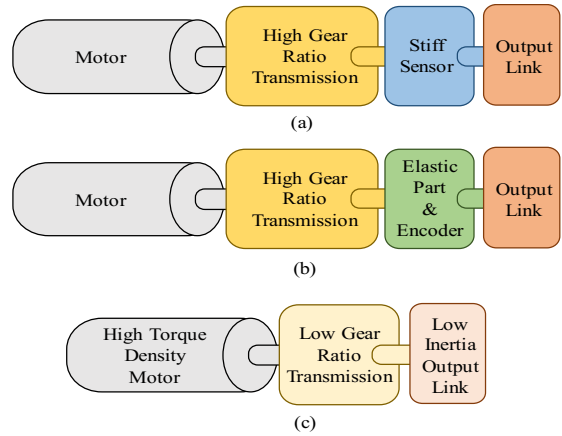 Motor
High Gear
Ratio
Transmission
Stiff
Sensor
Output
Link
(a)
Motor
High Gear
Ratio
Transmission
Elastic
Part
&
Encoder
Output
Link
(b)
High Torque
Density
Motor
Low Gear
Ratio
Transmission
Low
Inertia
Output
Link
(c)